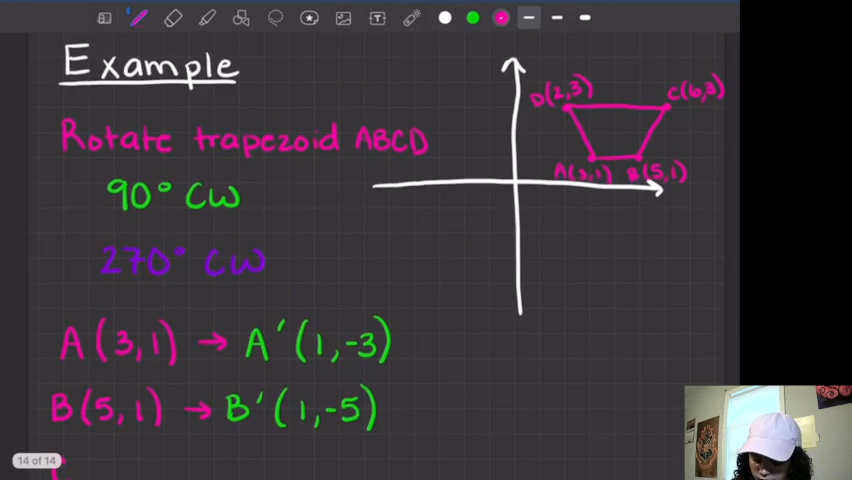 Example
D(2,3) C(6,3)
Rotate trapezoid ABCD
A(3,1) B(5,1)
90° CW
270° CW
A(3,1) → A'(1,-3)
B(5,1) → B'(1,-5)
14 of 14